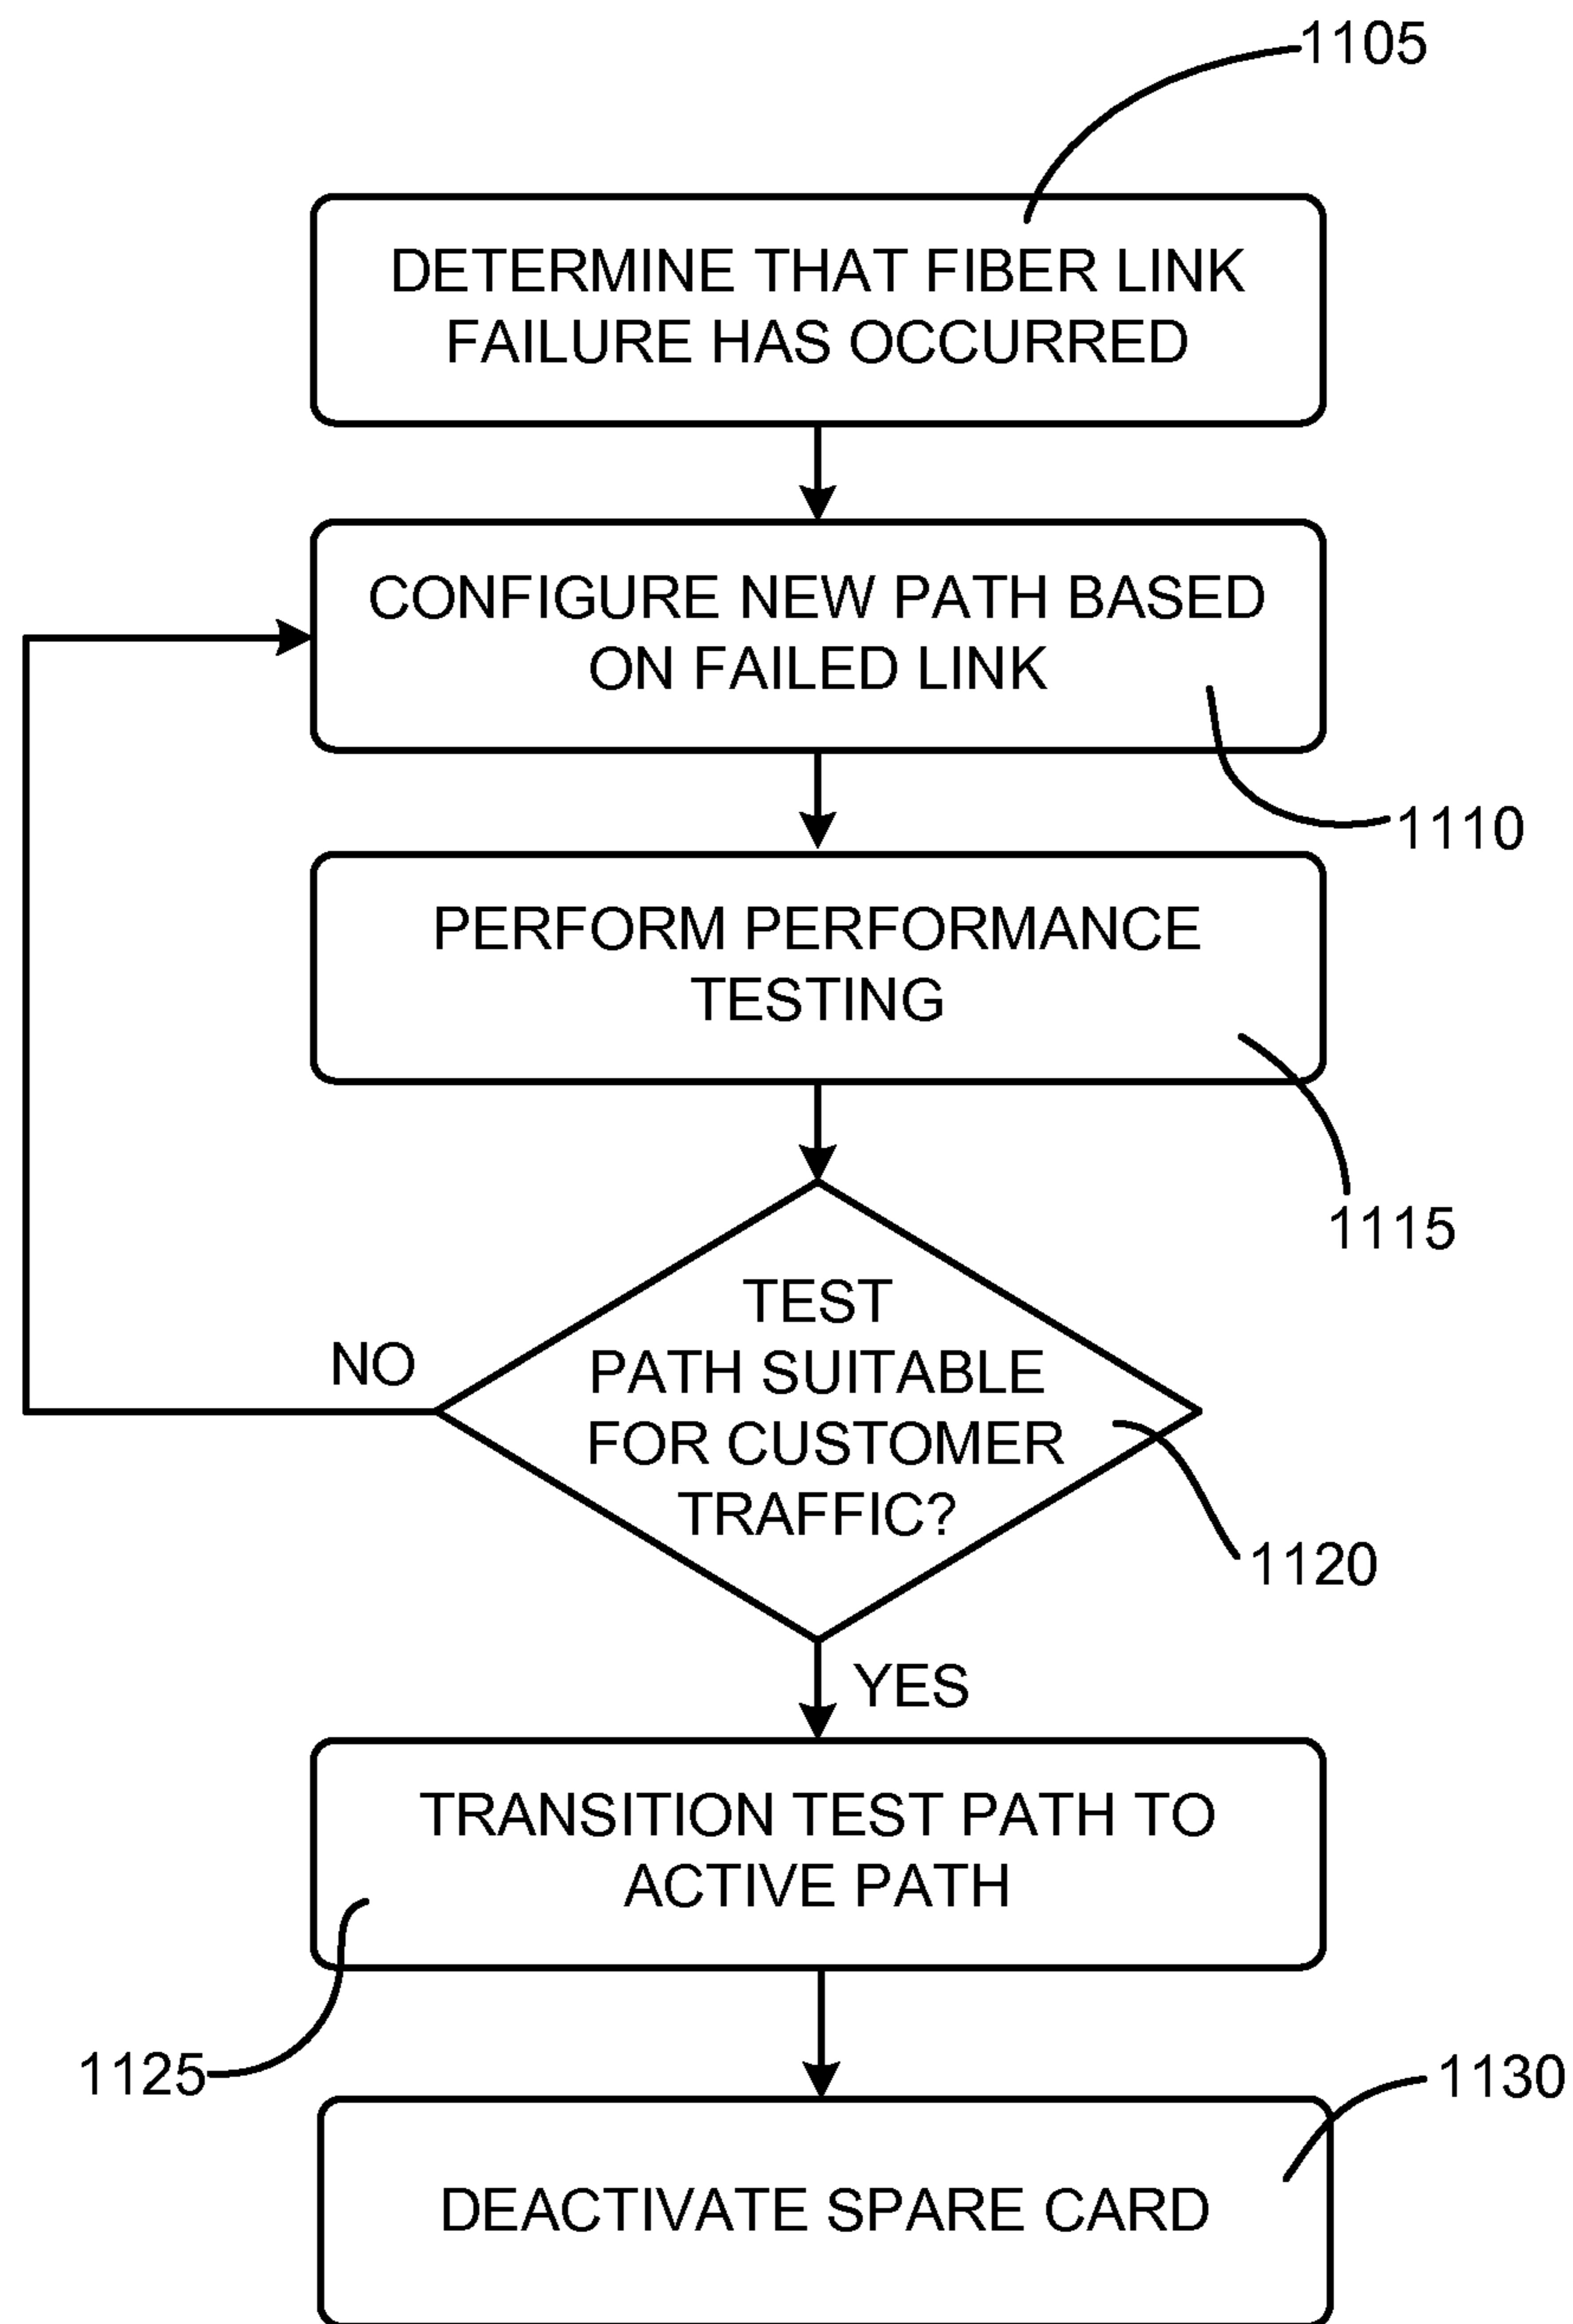 1105
DETERMINE THAT FIBER LINK
FAILURE HAS OCCURRED
CONFIGURE NEW PATH BASED
ON FAILED LINK
1110
PERFORM PERFORMANCE
TESTING
1115
TEST
PATH SUITABLE
FOR CUSTOMER
TRAFFIC?
NO
1120
YES
TRANSITION TEST PATH TO
ACTIVE PATH
1125
1130
DEACTIVATE SPARE CARD